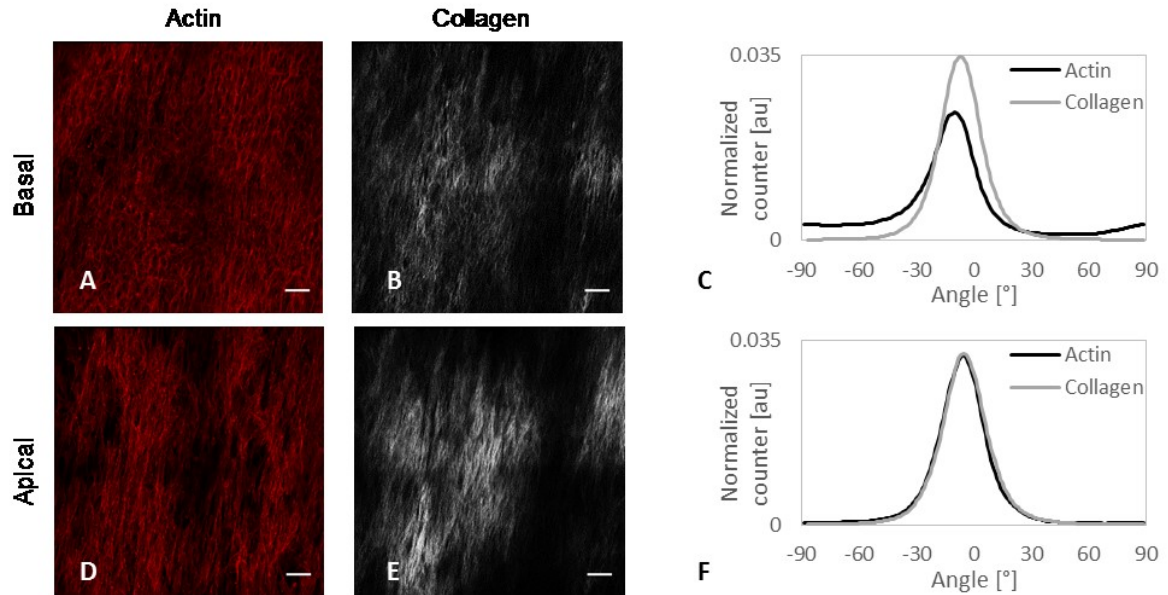 Actin
Collagen
Basal
A
B
0.035
Normalized
counter [au]
0
Actin
Collagen
-90 -60 -30 0 30 60 90
Angle [°]
C
Apical
D
E
0.035
Normalized
counter [au]
0
Actin
Collagen
-90 -60 -30 0 30 60 90
Angle [°]
F